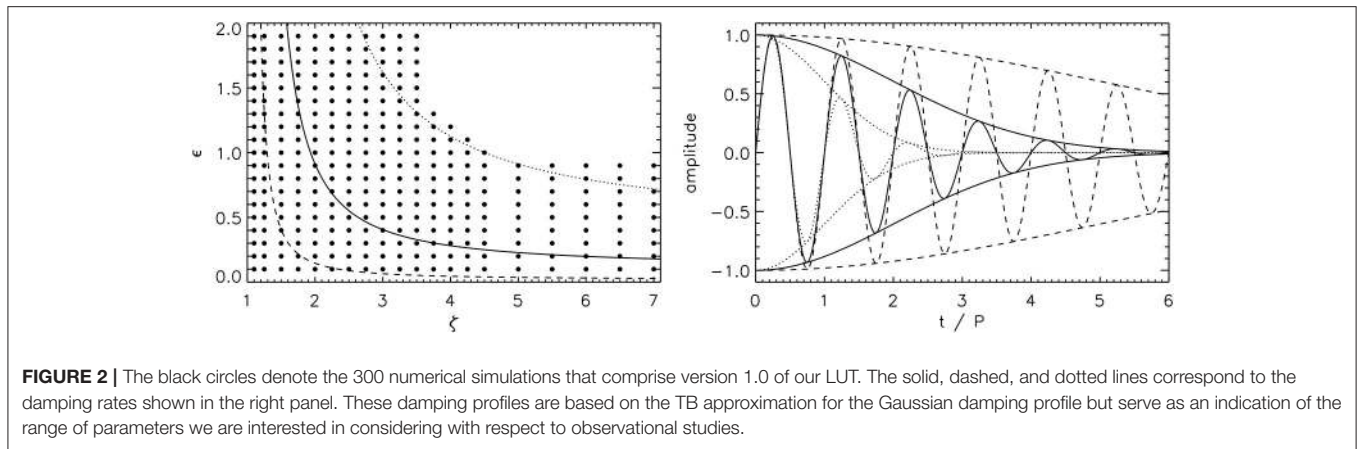 2.0
1.5
1.0
0.5
0.0
ϵ
1 2 3 4 5 6 7
ζ
1.0
0.5
0.0
−0.5
−1.0
amplitude
0 1 2 3 4 5 6
t / P
FIGURE 2 | The black circles denote the 300 numerical simulations that comprise version 1.0 of our LUT. The solid, dashed, and dotted lines correspond to the
damping rates shown in the right panel. These damping profiles are based on the TB approximation for the Gaussian damping profile but serve as an indication of the
range of parameters we are interested in considering with respect to observational studies.